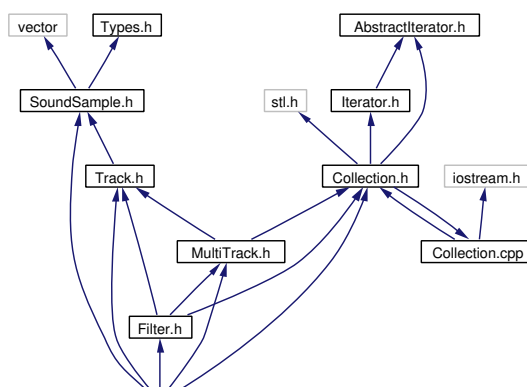 vector
Types.h
AbstractIterator.h
SoundSample.h
stl.h
Iterator.h
Track.h
Collection.h
iostream.h
MultiTrack.h
Collection.cpp
Filter.h